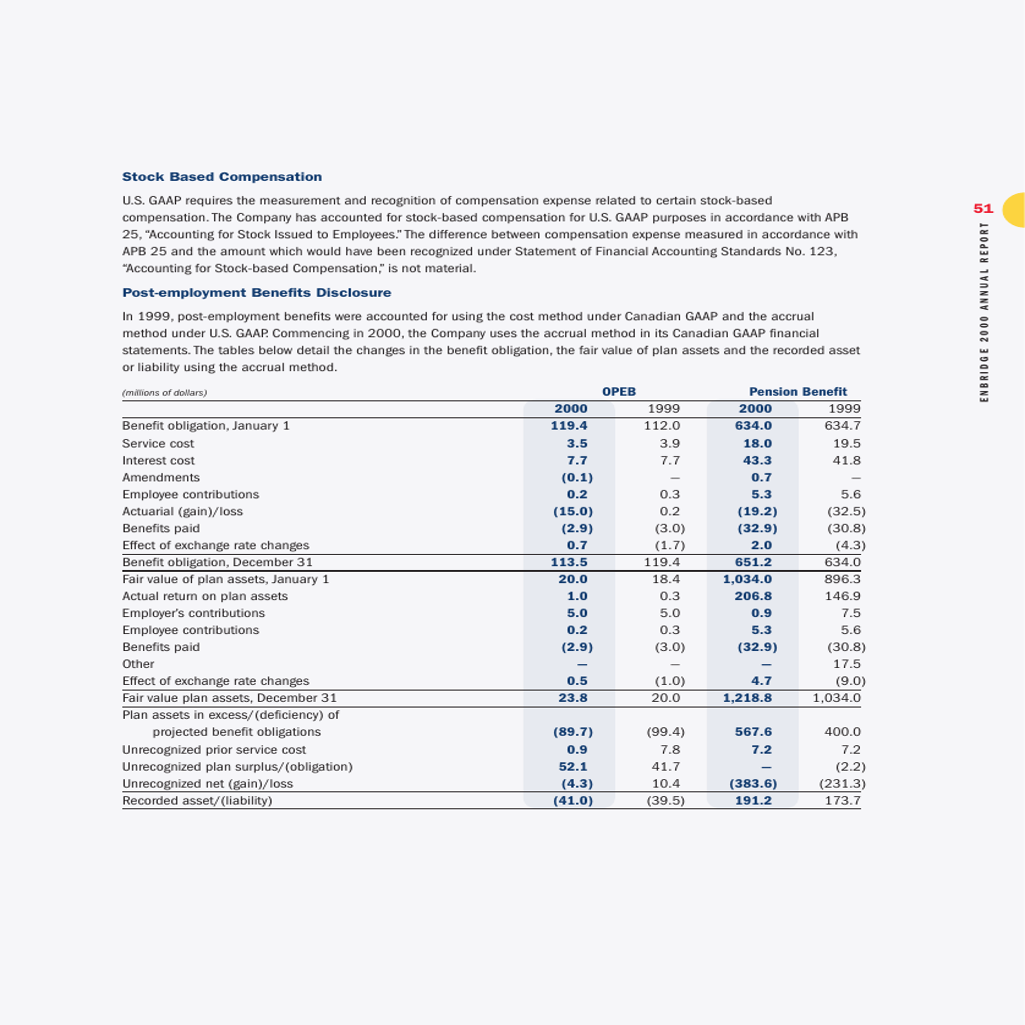 Stock Based Compensation
U.S. GAAP requires the measurement and recognition of compensation expense related to certain stock-based
compensation. The Company has accounted for stock-based compensation for U.S. GAAP purposes in accordance with APB
25, “Accounting for Stock Issued to Employees.” The difference between compensation expense measured in accordance with
APB 25 and the amount which would have been recognized under Statement of Financial Accounting Standards No. 123,
“Accounting for Stock-based Compensation,” is not material.
Post-employment Benefits Disclosure
In 1999, post-employment benefits were accounted for using the cost method under Canadian GAAP and the accrual
method under U.S. GAAP. Commencing in 2000, the Company uses the accrual method in its Canadian GAAP financial
statements. The tables below detail the changes in the benefit obligation, the fair value of plan assets and the recorded asset
or liability using the accrual method.
(millions of dollars) OPEB Pension Benefit
2000 1999 2000 1999
Benefit obligation, January 1 119.4 112.0 634.0 634.7
Service cost 3.5 3.9 18.0 19.5
Interest cost 7.7 7.7 43.3 41.8
Amendments (0.1) — 0.7 —
Employee contributions 0.2 0.3 5.3 5.6
Actuarial (gain)/loss (15.0) 0.2 (19.2) (32.5)
Benefits paid (2.9) (3.0) (32.9) (30.8)
Effect of exchange rate changes 0.7 (1.7) 2.0 (4.3)
Benefit obligation, December 31 113.5 119.4 651.2 634.0
Fair value of plan assets, January 1 20.0 18.4 1,034.0 896.3
Actual return on plan assets 1.0 0.3 206.8 146.9
Employer's contributions 5.0 5.0 0.9 7.5
Employee contributions 0.2 0.3 5.3 5.6
Benefits paid (2.9) (3.0) (32.9) (30.8)
Other — — — 17.5
Effect of exchange rate changes 0.5 (1.0) 4.7 (9.0)
Fair value plan assets, December 31 23.8 20.0 1,218.8 1,034.0
Plan assets in excess/(deficiency) of
projected benefit obligations (89.7) (99.4) 567.6 400.0
Unrecognized prior service cost 0.9 7.8 7.2 7.2
Unrecognized plan surplus/(obligation) 52.1 41.7 — (2.2)
Unrecognized net (gain)/loss (4.3) 10.4 (383.6) (231.3)
Recorded asset/(liability) (41.0) (39.5) 191.2 173.7
51
ENBRIDGE 2000 ANNUAL REPORT